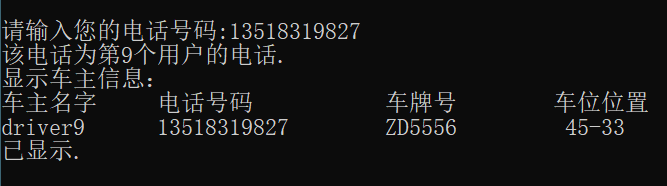 请输入您的电话号码:13518319827
该电话为第9个用户的电话.
显示车主信息:
车主名字 电话号码 车牌号 车位位置
driver9 13518319827 ZD5556 45-33
已显示.